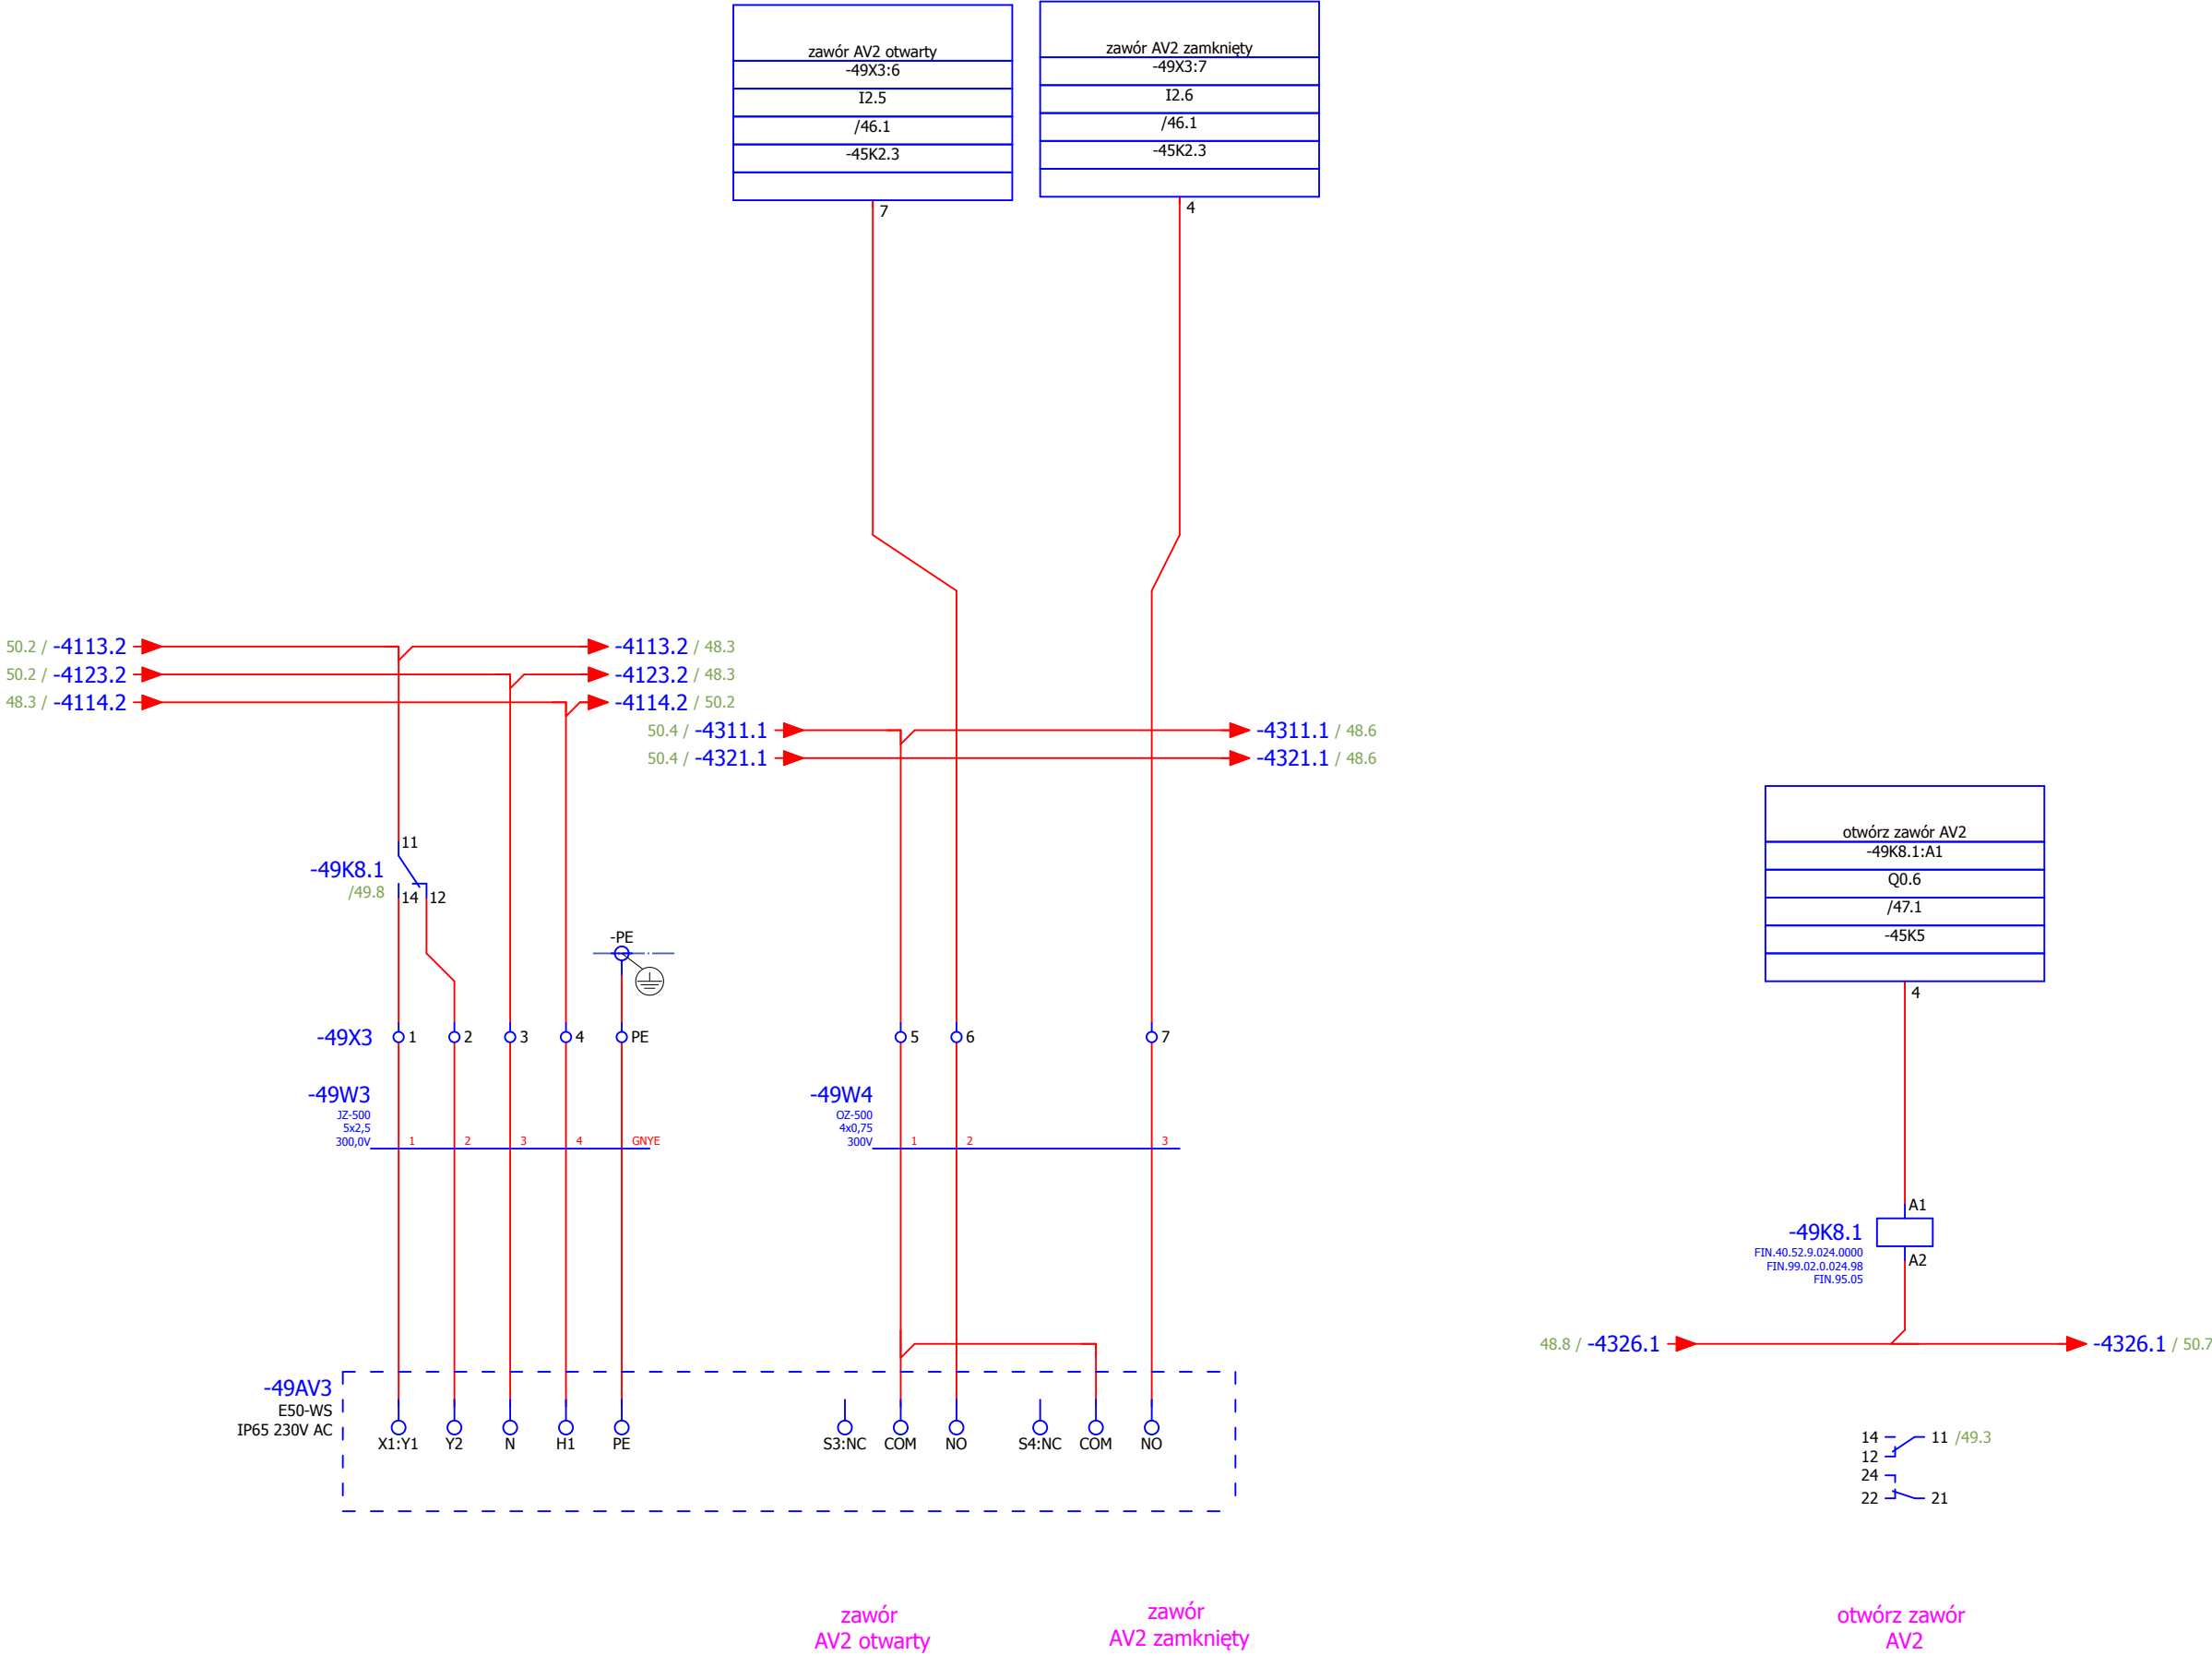 zawór AV2 otwarty
-49X3:6
I2.5
/46.1
-45K2.3
7
zawór AV2 zamknięty
-49X3:7
I2.6
/46.1
-45K2.3
4
50.2 / -4113.2
-4113.2 / 48.3
50.2 / -4123.2
-4123.2 / 48.3
48.3 / -4114.2
-4114.2 / 50.2
50.4 / -4311.1
-4311.1 / 48.6
50.4 / -4321.1
-4321.1 / 48.6
otwórz zawór AV2
-49K8.1:A1
Q0.6
/47.1
-45K5
4
11
-49K8.1
/49.8
14 12
-PE
-49X3 1 2 3 4 PE 5 6 7
-49W3
JZ-500
5x2,5
300,0V 1 2 3 4 GNYE
-49W4
OZ-500
4x0,75
300V 1 2 3
A1
-49K8.1
FIN.40.52.9.024.0000
FIN.99.02.0.024.98
FIN.95.05
A2
48.8 / -4326.1
-4326.1 / 50.7
-49AV3
E50-WS
IP65 230V AC
X1:Y1 Y2 N H1 PE S3:NC COM NO S4:NC COM NO
14 11 /49.3
12
24
22 21
zawór
AV2 otwarty
zawór
AV2 zamknięty
otwórz zawór
AV2